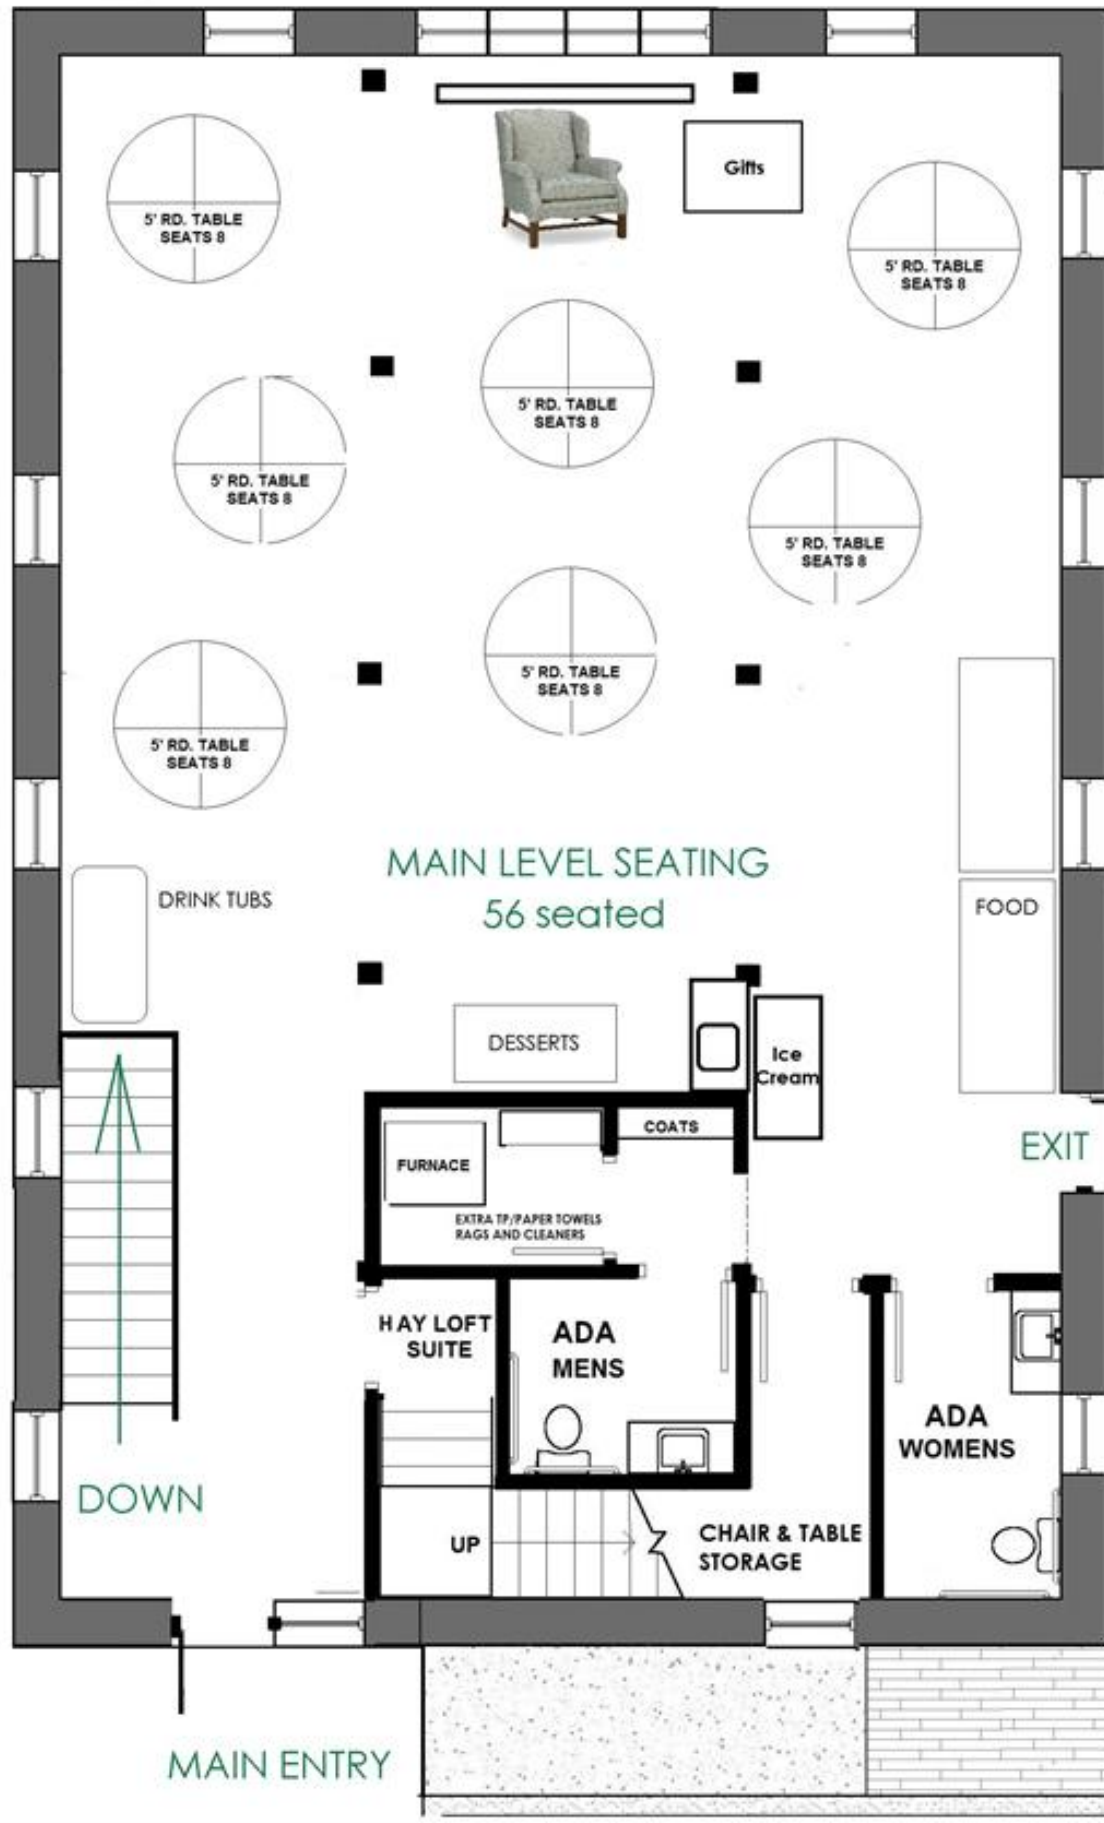 Gifts
5' RD. TABLE
SEATS 8
5' RD. TABLE
SEATS 8
5' RD. TABLE
SEATS 8
5' RD. TABLE
SEATS 8
5' RD. TABLE
SEATS 8
5' RD. TABLE
SEATS 8
5' RD. TABLE
SEATS 8
MAIN LEVEL SEATING
56 seated
DRINK TUBS
FOOD
DESSERTS
Ice
Cream
COATS
EXIT
FURNACE
EXTRA TP/PAPER TOWELS
RAGS AND CLEANERS
HAY LOFT
SUITE
ADA
MENS
ADA
WOMENS
DOWN
UP
CHAIR & TABLE
STORAGE
MAIN ENTRY